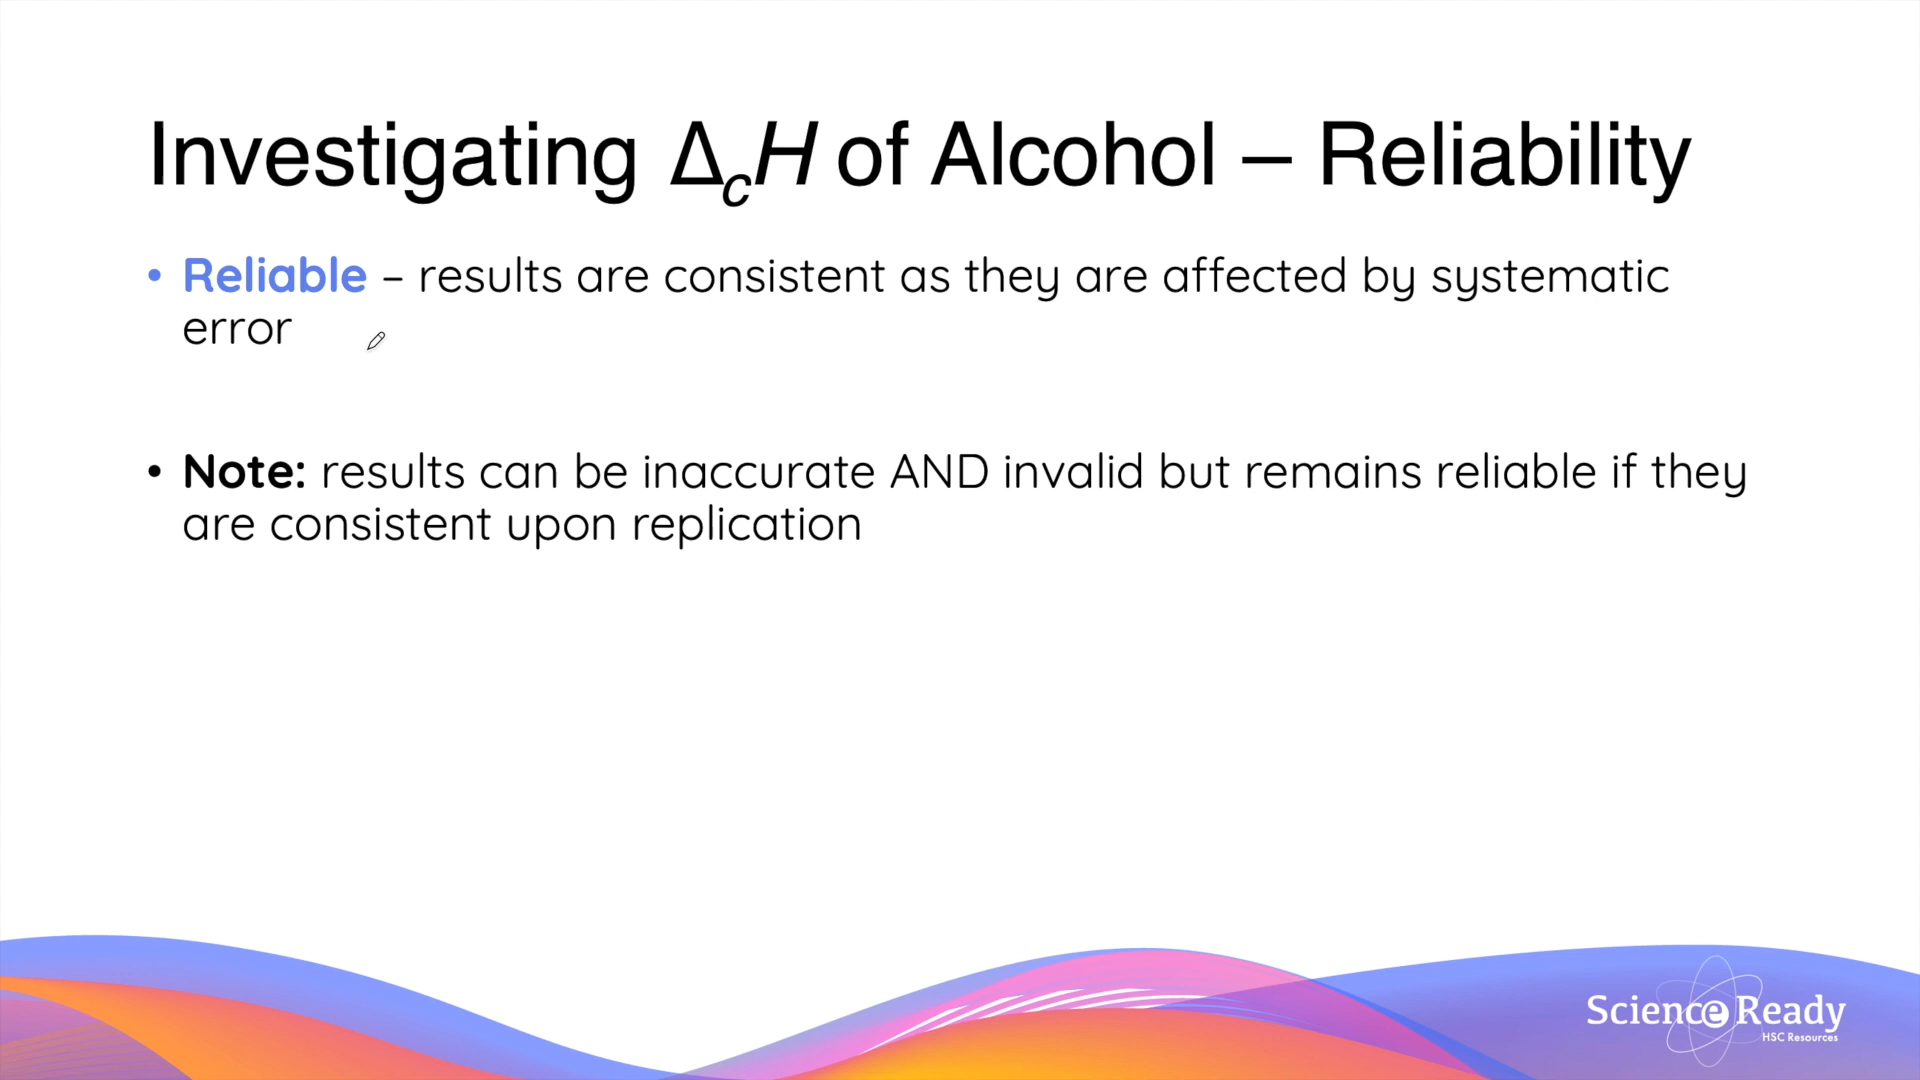 Investigating ΔcH of Alcohol – Reliability
• Reliable – results are consistent as they are affected by systematic
error
• Note: results can be inaccurate AND invalid but remains reliable if they
are consistent upon replication
Science Ready
HSC Resources